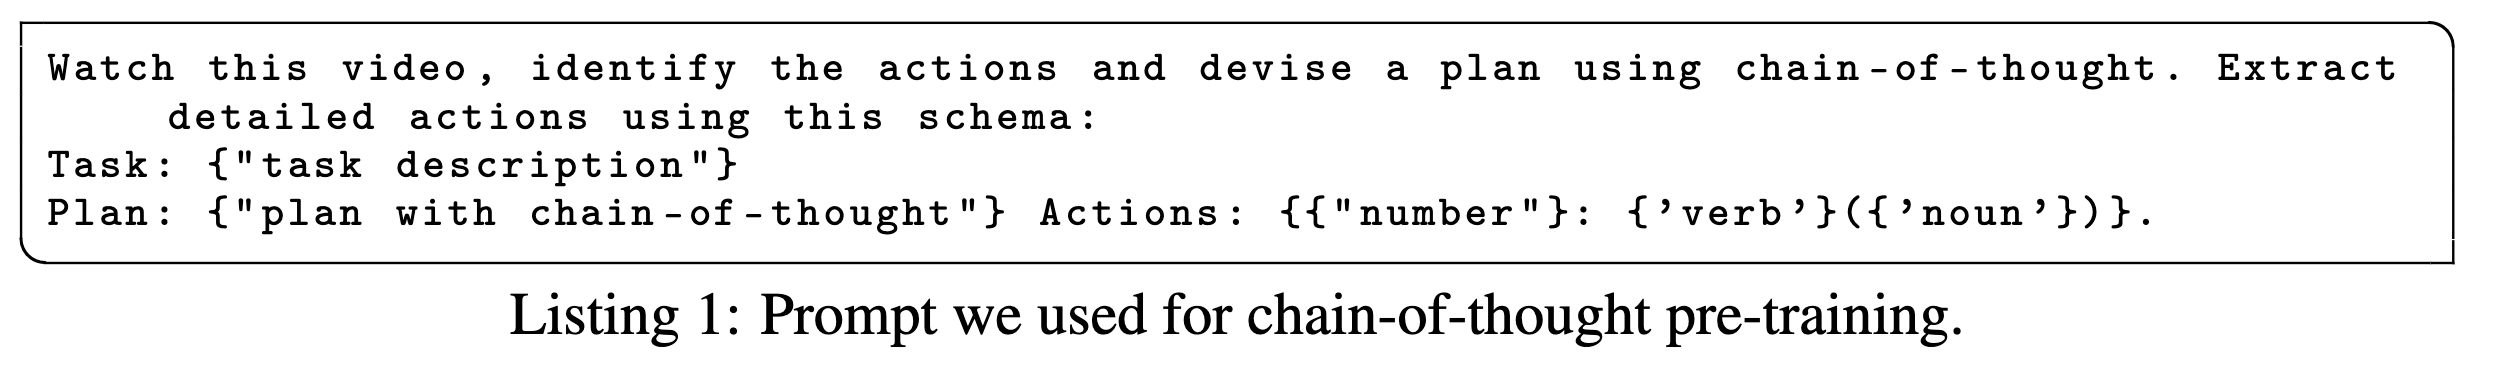 Watch this video, identify the actions and devise a plan using chain-of-thought. Extract
detailed actions using this schema:
Task: {"task description"}
Plan: {"plan with chain-of-thought"} Actions: {{"number"}: {’verb’}({’noun’})}.
Listing 1: Prompt we used for chain-of-thought pre-training.